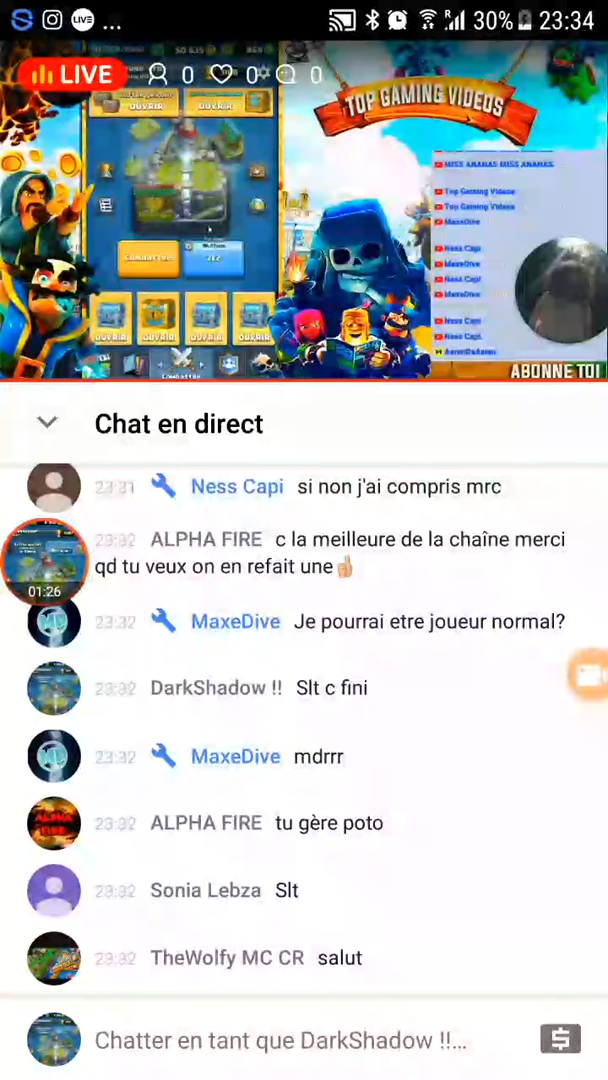 LIVE ... 30% 23:34
LIVE 0 0 0
OUVRIR OUVRIR
TOP GAMING VIDEOS
MISS ANANAS MISS ANANAS
Top Gaming Videos
Top Gaming Videos
MaxeDive
Ness Capi
MaxeDive
Ness Capi
MaxeDive
Ness Capi
Ness Capi
OUVRIR OUVRIR OUVRIR OUVRIR
ABONNE TOI
Chat en direct
23:31 Ness Capi si non j'ai compris mrc
23:32 ALPHA FIRE c la meilleure de la chaîne merci
qd tu veux on en refait une☝
01:26
23:32 MaxeDive Je pourrai etre joueur normal?
23:32 DarkShadow !! Slt c fini
23:32 MaxeDive mdrrr
23:32 ALPHA FIRE tu gère poto
23:32 Sonia Lebza Slt
23:32 TheWolfy MC CR salut
Chatter en tant que DarkShadow !!...